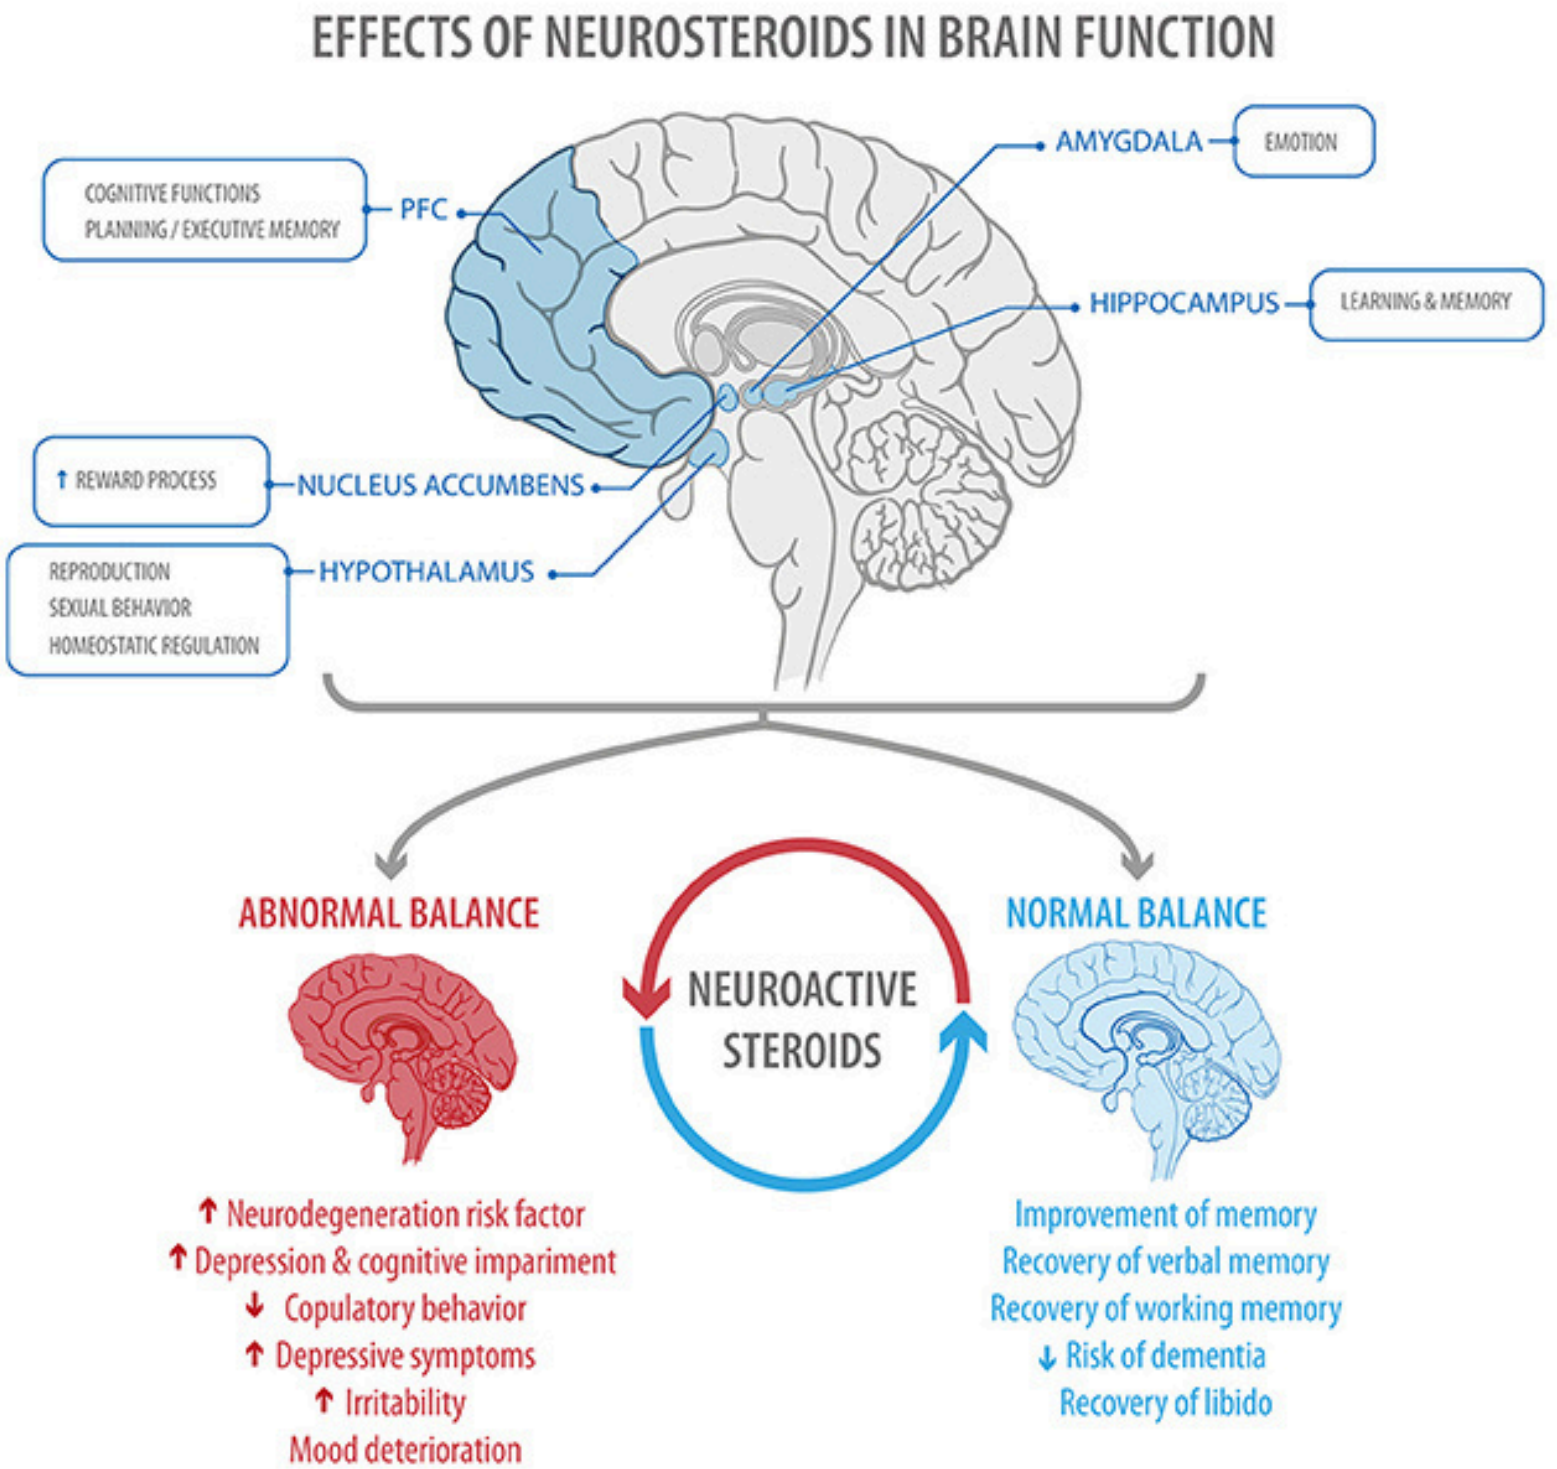 EFFECTS OF NEUROSTEROIDS IN BRAIN FUNCTION
AMYGDALA
EMOTION
COGNITIVE FUNCTIONS
PLANNING / EXECUTIVE MEMORY
PFC
HIPPOCAMPUS
LEARNING & MEMORY
↑ REWARD PROCESS
NUCLEUS ACCUMBENS
REPRODUCTION
SEXUAL BEHAVIOR
HOMEOSTATIC REGULATION
HYPOTHALAMUS
ABNORMAL BALANCE
↑ Neurodegeneration risk factor
↑ Depression & cognitive impariment
↓ Copulatory behavior
↑ Depressive symptoms
↑ Irritability
Mood deterioration
NEUROACTIVE
STEROIDS
NORMAL BALANCE
Improvement of memory
Recovery of verbal memory
Recovery of working memory
↓ Risk of dementia
Recovery of libido